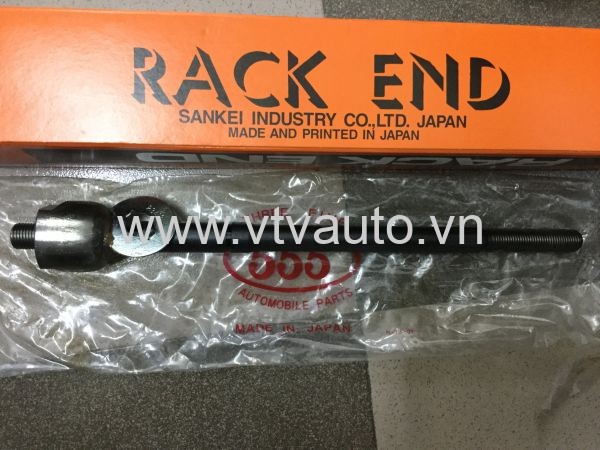 RACK END
SANKEI INDUSTRY CO.,LTD. JAPAN
MADE AND PRINTED IN JAPAN
RACK END
www.vtvauto.vn
555
AUTOMOBILE PARTS
MADE IN JAPAN